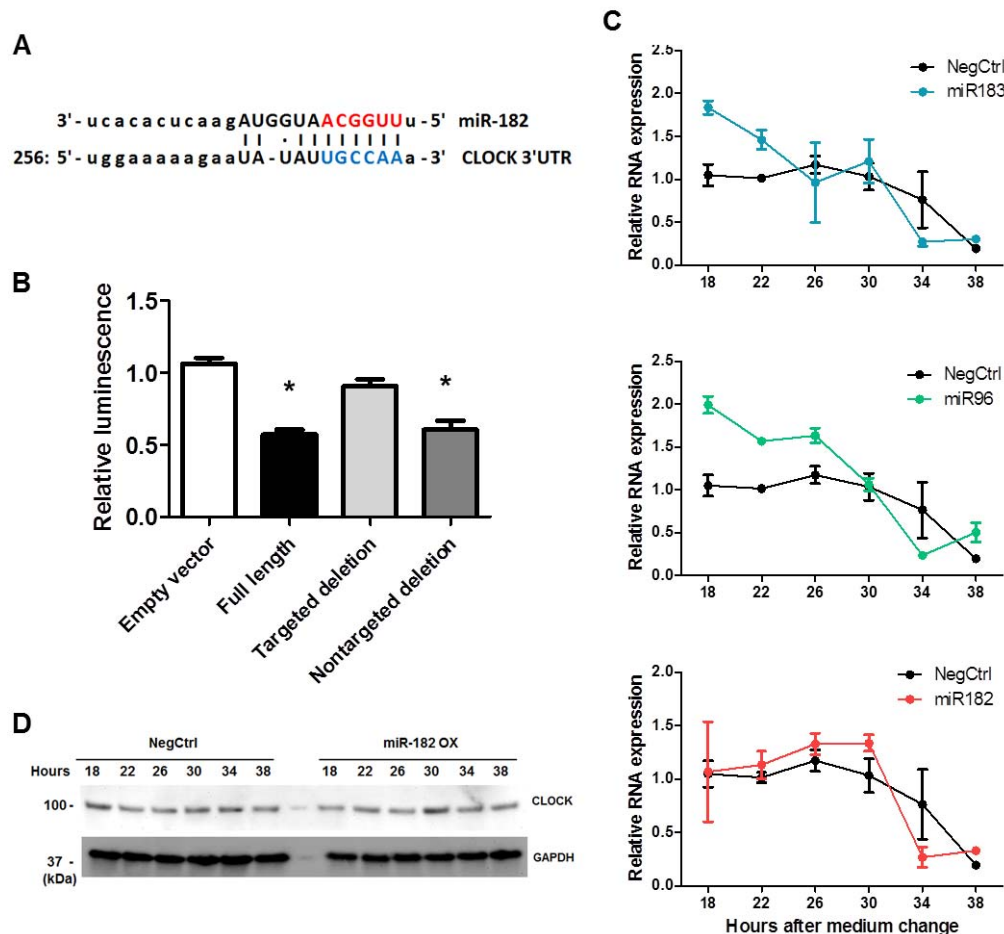 A
3'- u c a c a c u c a a g A U G G U A A C G G U U u - 5' miR-182
256: 5'- u g g a a a a a g a a U A - U A U U G C C A A a - 3' CLOCK 3'UTR
B
Relative luminescence
1.5
1.0
0.5
0.0
*
*
Empty vector
Full length
Targeted deletion
Nontargeted deletion
C
Relative RNA expression
2.5
2.0
1.5
1.0
0.5
0.0
NegCtrl
miR183
18 22 26 30 34 38
Relative RNA expression
2.5
2.0
1.5
1.0
0.5
0.0
NegCtrl
miR96
18 22 26 30 34 38
Relative RNA expression
2.0
1.5
1.0
0.5
0.0
NegCtrl
miR182
18 22 26 30 34 38
Hours after medium change
D
NegCtrl miR-182 OX
Hours 18 22 26 30 34 38 18 22 26 30 34 38
100 - CLOCK
37 - GAPDH
(kDa)